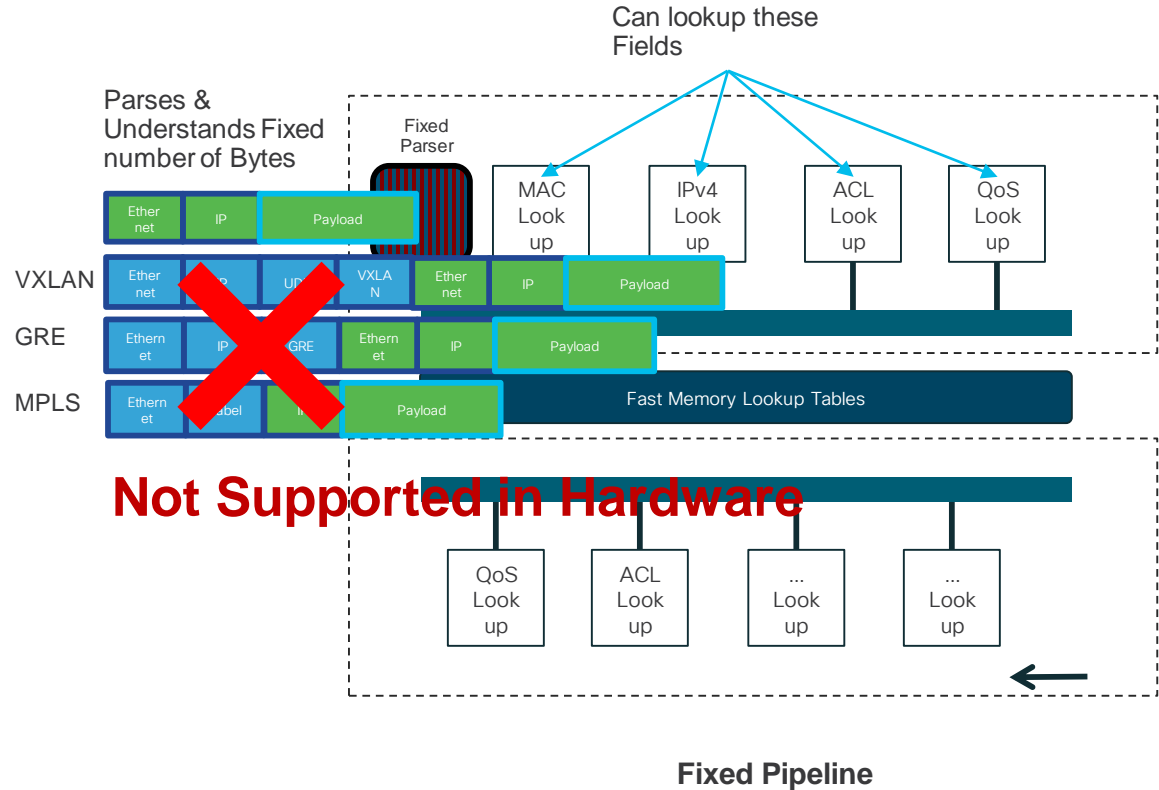 Can lookup these
Fields
Parses &
Understands Fixed
number of Bytes
Fixed
Parser
MAC
Look
up
IPv4
Look
up
ACL
Look
up
QoS
Look
up
Ether
net
IP
Payload
VXLAN
Ether
net
UD
VXLA
N
Ether
net
IP
Payload
GRE
Ethern
et
IP
GRE
Ethern
et
IP
Payload
MPLS
Ethern
et
abel
Payload
Fast Memory Lookup Tables
Not Supported in Hardware
QoS
Look
up
ACL
Look
up
...
Look
up
...
Look
up
Fixed Pipeline